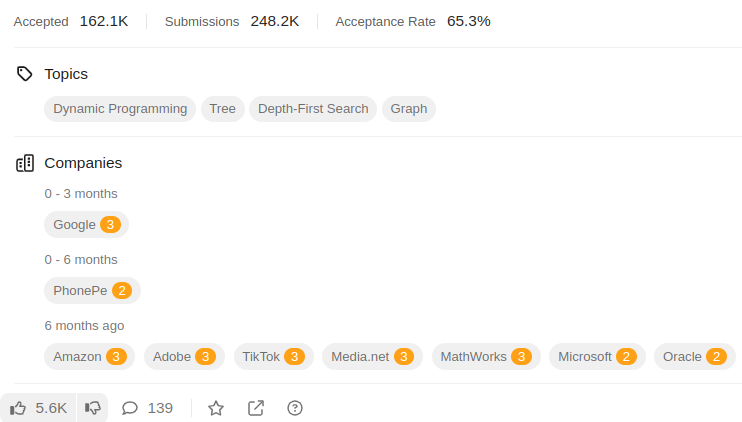 Accepted 162.1K Submissions 248.2K Acceptance Rate 65.3%
Topics
Dynamic Programming Tree Depth-First Search Graph
Companies
0 - 3 months
Google 3
0 - 6 months
PhonePe 2
6 months ago
Amazon 3 Adobe 3 TikTok 3 Media.net 3 MathWorks 3 Microsoft 2 Oracle 2
5.6K 139